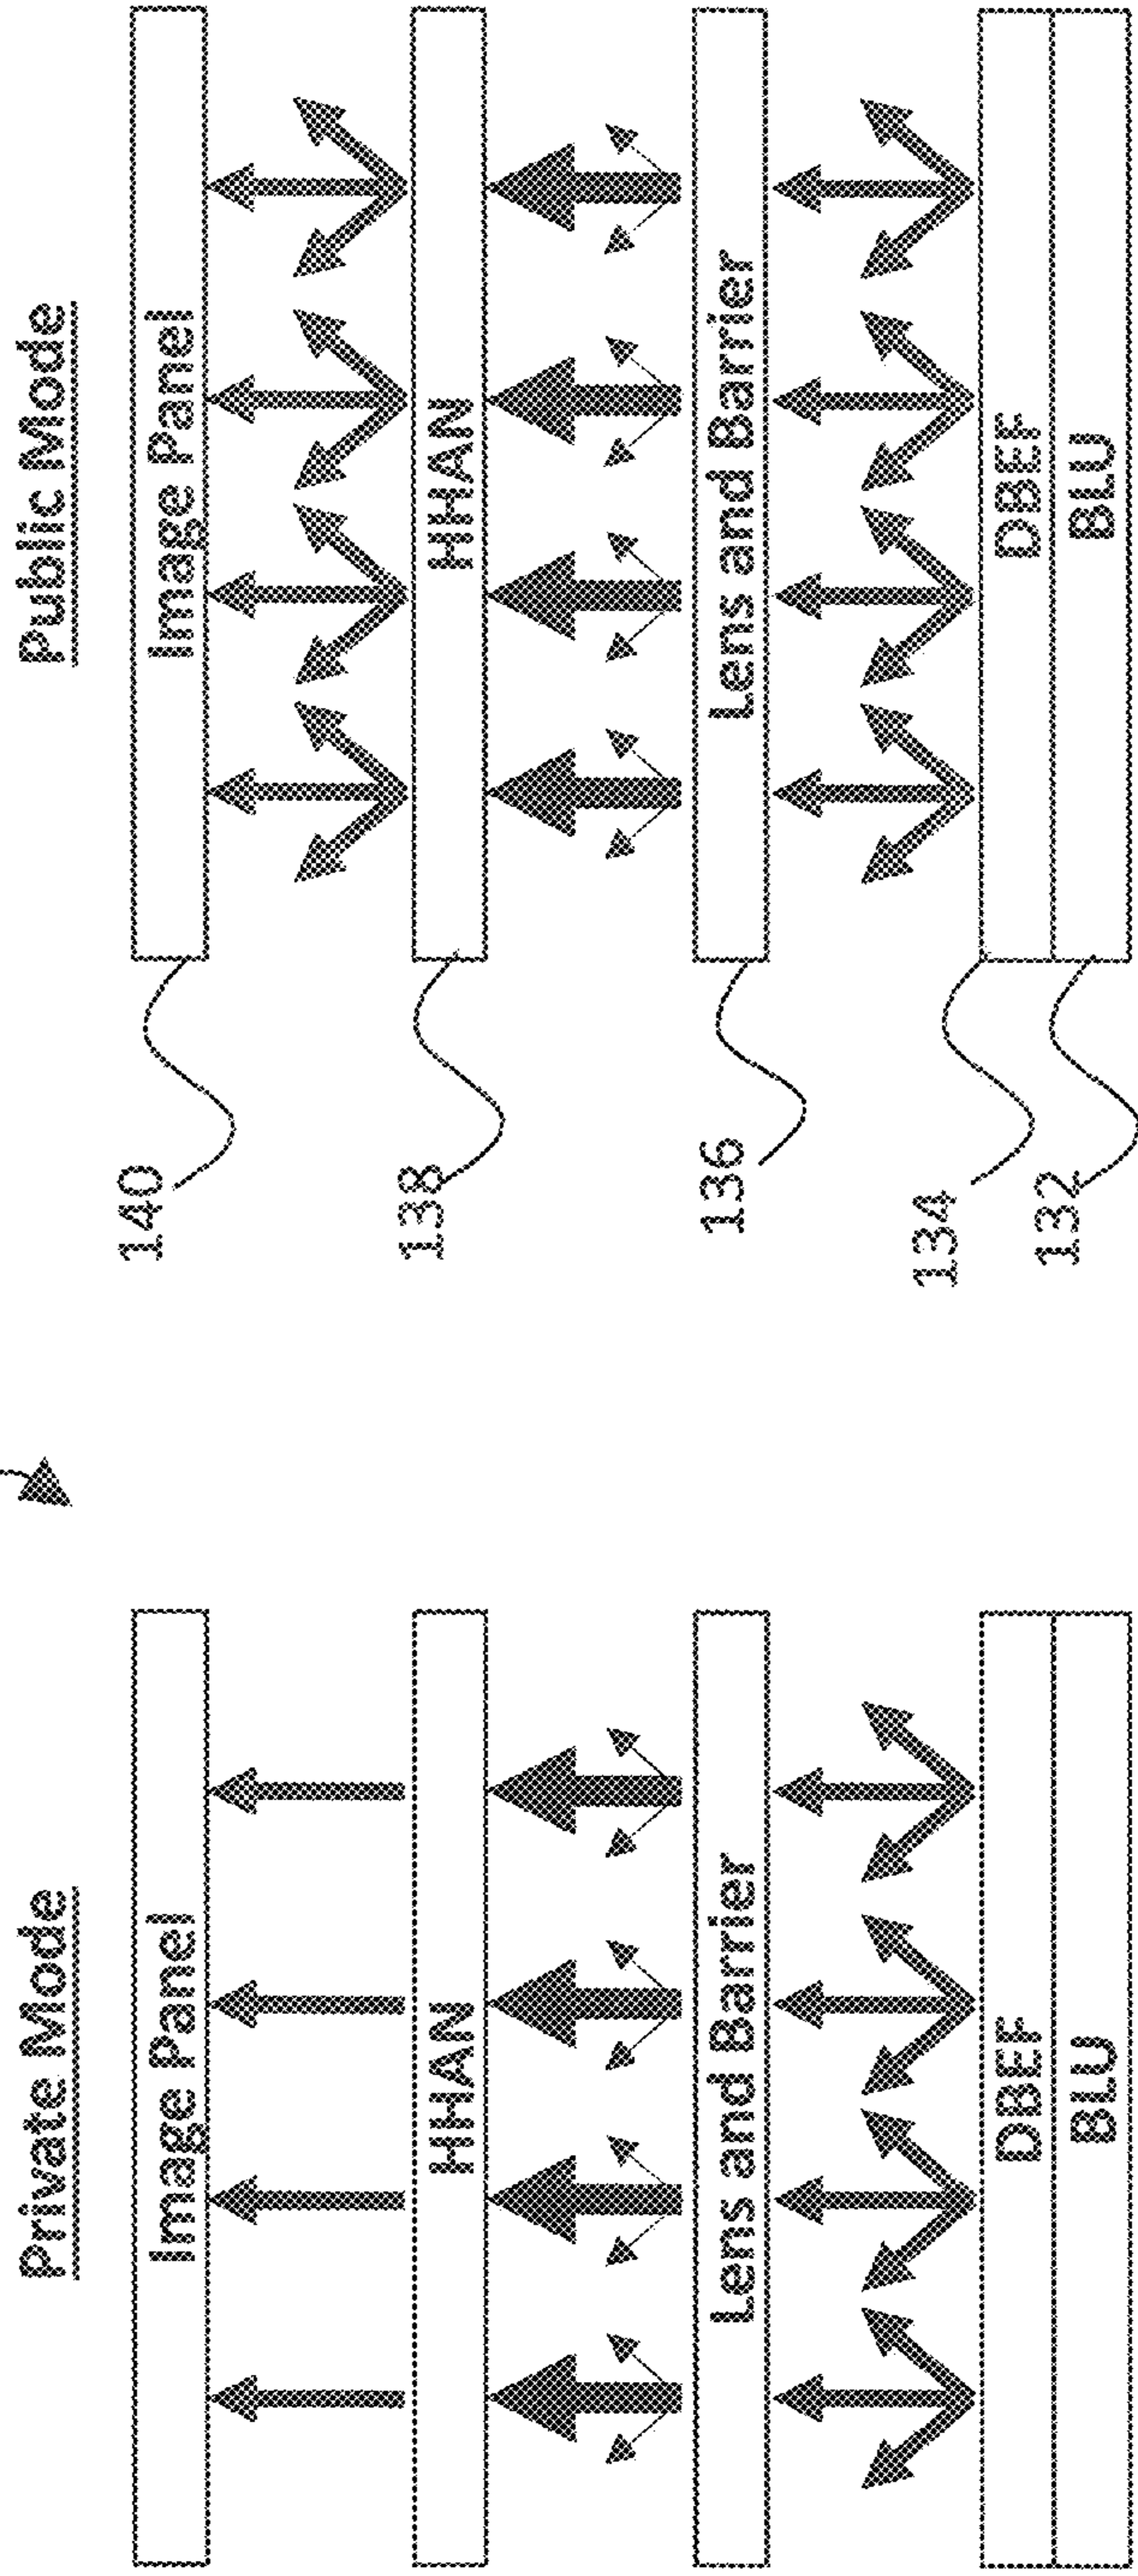 Private Mode
Image Panel
HHAN
Lens and Barrier
DBEF
BLU
140
138
136
134
132
Public Mode
Image Panel
HHAN
Lens and Barrier
DBEF
BLU